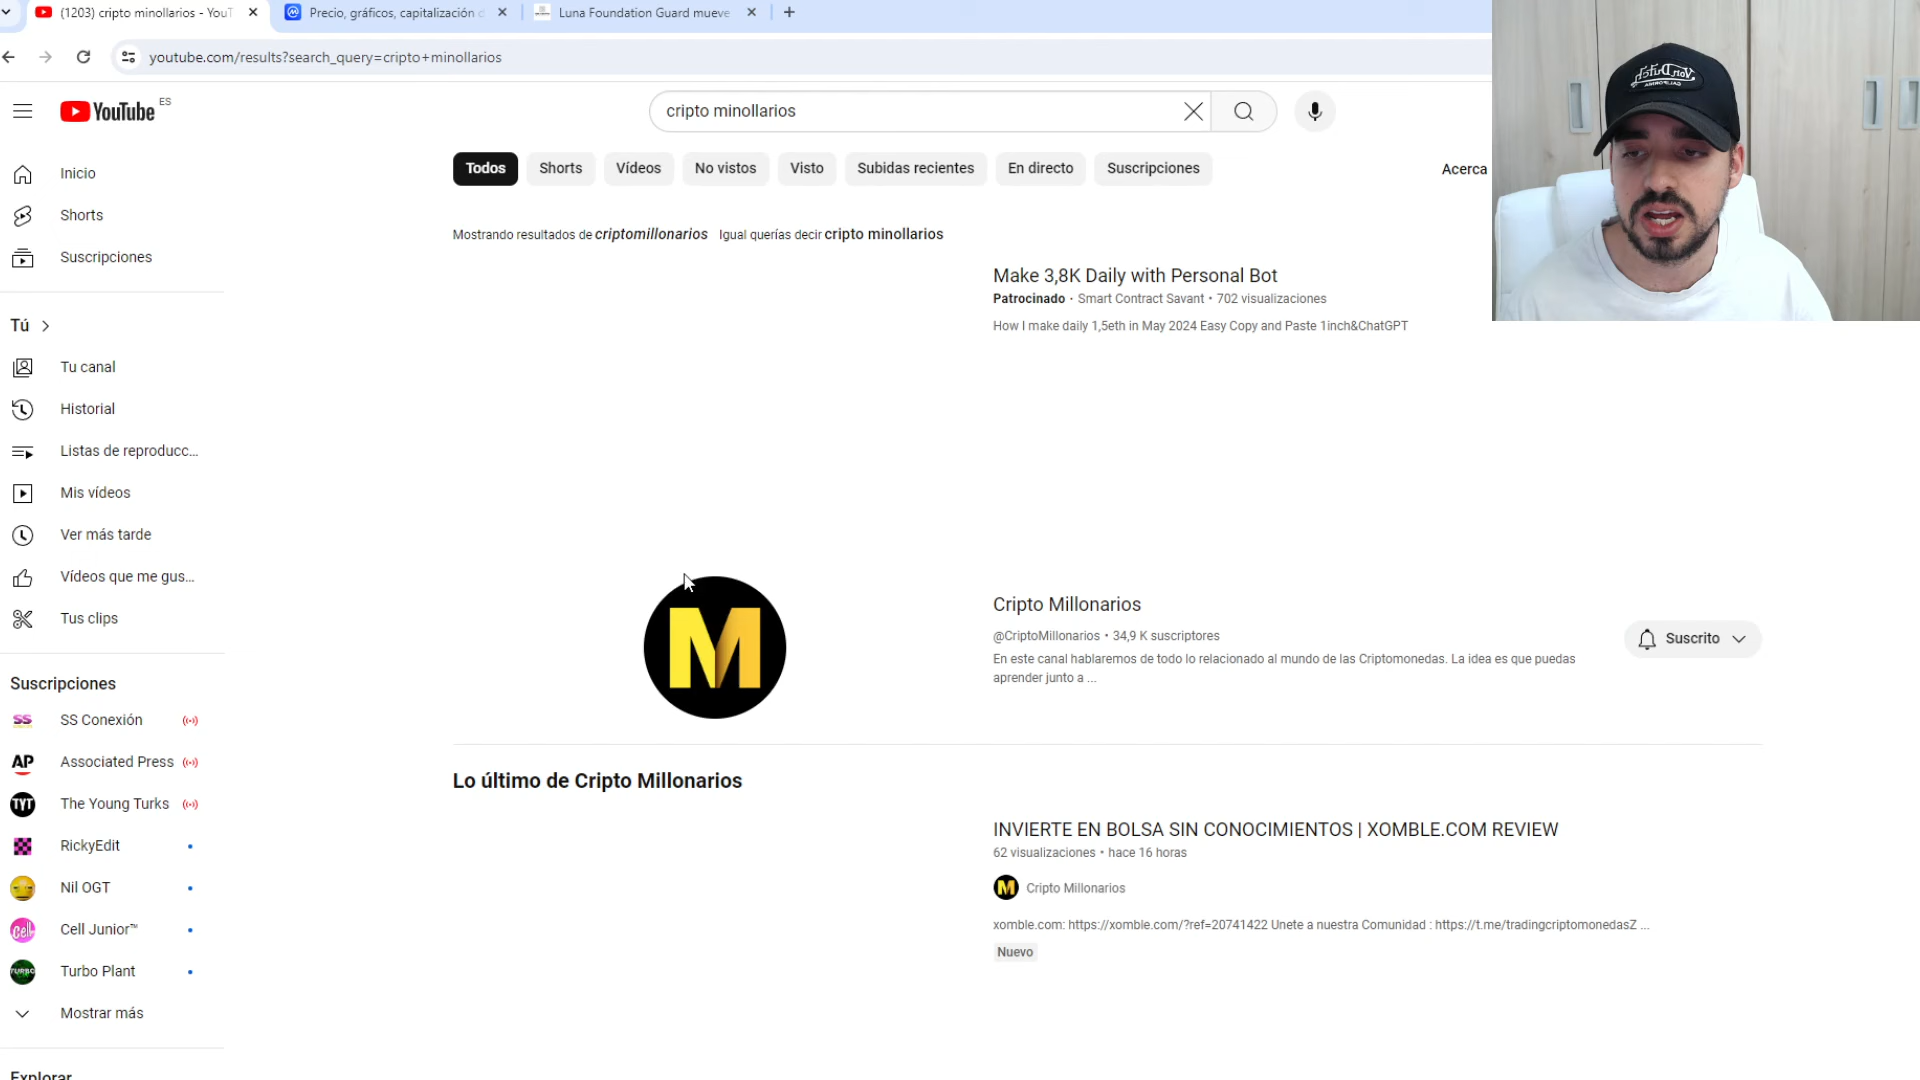 (1203) cripto minollarios - YouT
Precio, gráficos, capitalización d
Luna Foundation Guard mueve
youtube.com/results?search_query=cripto+minollarios
YouTube ES
cripto minollarios
Todos
Shorts
Vídeos
No vistos
Visto
Subidas recientes
En directo
Suscripciones
Acerca
Mostrando resultados de criptomillonarios Igual querías decir cripto minollarios
Inicio
Shorts
Suscripciones
Tú
Tu canal
Historial
Listas de reproducc...
Mis vídeos
Ver más tarde
Vídeos que me gus...
Tus clips
Suscripciones
SS SS Conexión
AP Associated Press
TYT The Young Turks
RickyEdit
Nil OGT
Cell Cell Junior™
TURBO Turbo Plant
Mostrar más
Explorar
Make 3,8K Daily with Personal Bot
Patrocinado · Smart Contract Savant • 702 visualizaciones
How I make daily 1,5eth in May 2024 Easy Copy and Paste 1inch&ChatGPT
M
Cripto Millonarios
@CriptoMillonarios • 34,9 K suscriptores
En este canal hablaremos de todo lo relacionado al mundo de las Criptomonedas. La idea es que puedas
aprender junto a ...
Suscrito
Lo último de Cripto Millonarios
INVIERTE EN BOLSA SIN CONOCIMIENTOS | XOMBLE.COM REVIEW
62 visualizaciones • hace 16 horas
M Cripto Millonarios
xomble.com: https://xomble.com/?ref=20741422 Unete a nuestra Comunidad : https://t.me/tradingcriptomonedasZ ...
Nuevo
Von Dutch